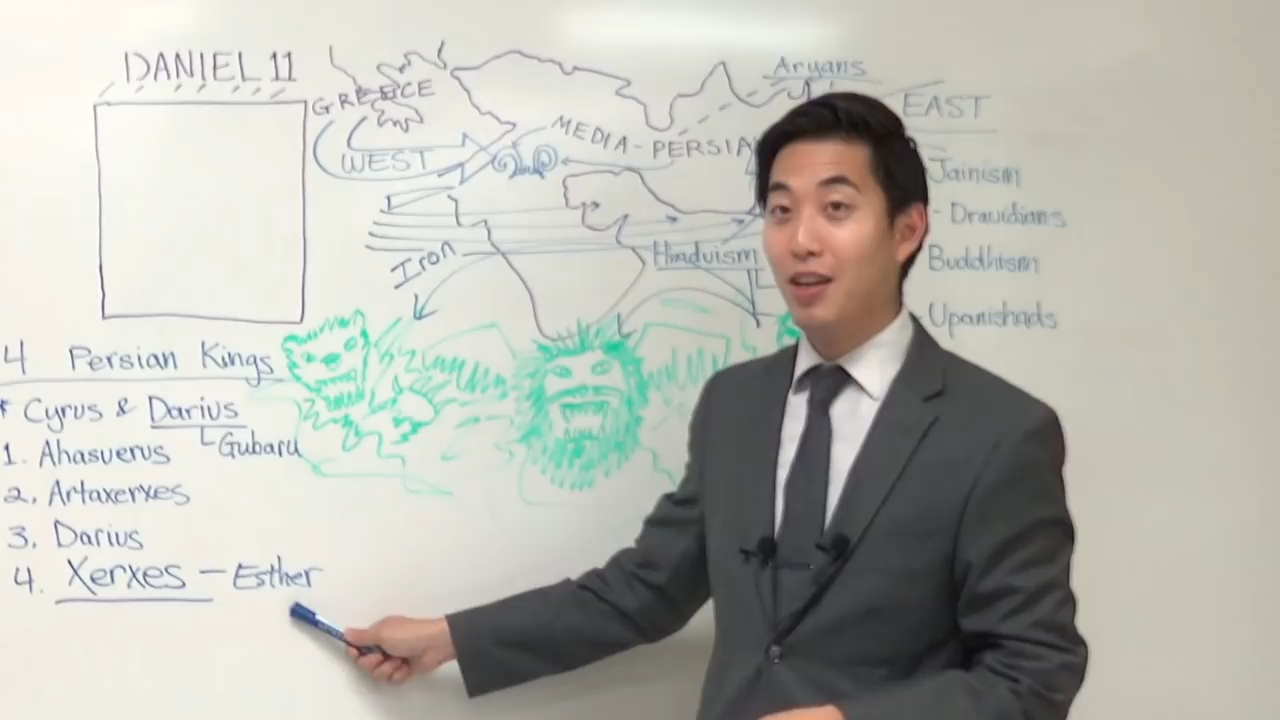 DANIEL 11
GREECE
WEST
MEDIA-PERSIA
Aryans
EAST
Jainism
- Dravidians
Hinduism
Buddhism
- Upanishads
Iron
4 Persian Kings
* Cyrus & Darius
Gubaru
1. Ahasuerus
2. Artaxerxes
3. Darius
4. Xerxes - Esther